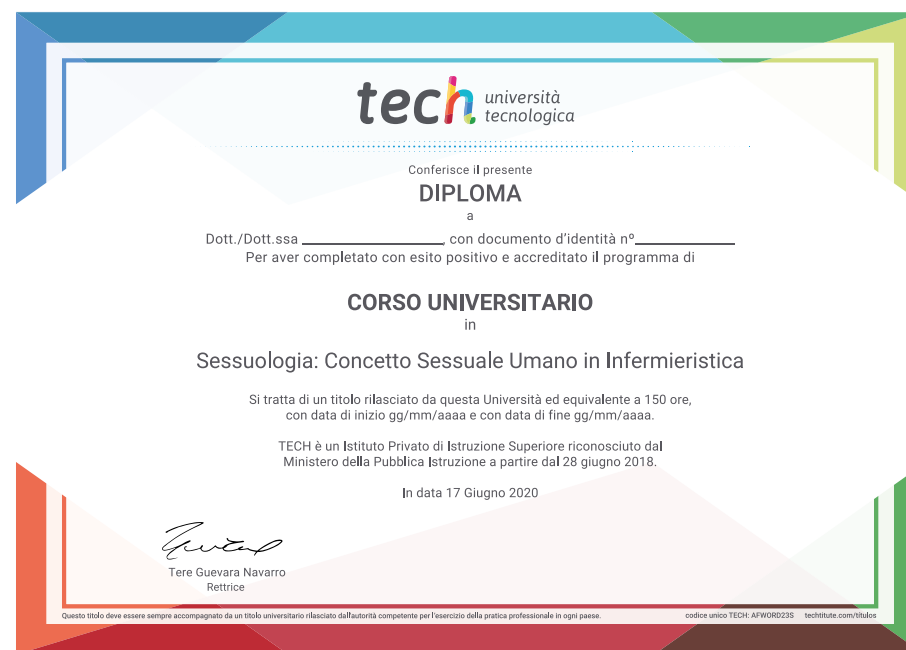 tech università
tecnologica
Conferisce il presente
DIPLOMA
a
Dott./Dott.ssa ____________________, con documento d'identità nº______________
Per aver completato con esito positivo e accreditato il programma di
CORSO UNIVERSITARIO
in
Sessuologia: Concetto Sessuale Umano in Infermieristica
Si tratta di un titolo rilasciato da questa Università ed equivalente a 150 ore,
con data di inizio gg/mm/aaaa e con data di fine gg/mm/aaaa.
TECH è un Istituto Privato di Istruzione Superiore riconosciuto dal
Ministero della Pubblica Istruzione a partire dal 28 giugno 2018.
In data 17 Giugno 2020
Tere Guevara Navarro
Rettrice
Questo titolo deve essere sempre accompagnato da un titolo universitario rilasciato dall'autorità competente per l'esercizio della pratica professionale in ogni paese. codice unico TECH: AFWORD23S techtitute.com/titulos